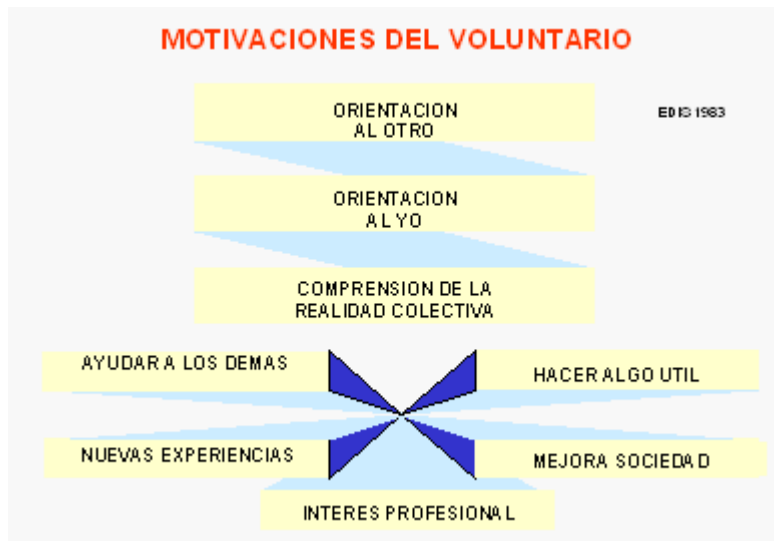 MOTIVACIONES DEL VOLUNTARIO
ORIENTACION
AL OTRO
EDIS 1983
ORIENTACION
AL YO
COMPRENSION DE LA
REALIDAD COLECTIVA
AYUDAR A LOS DEMAS
HACER ALGO UTIL
NUEVAS EXPERIENCIAS
MEJORA SOCIEDAD
INTERES PROFESIONAL